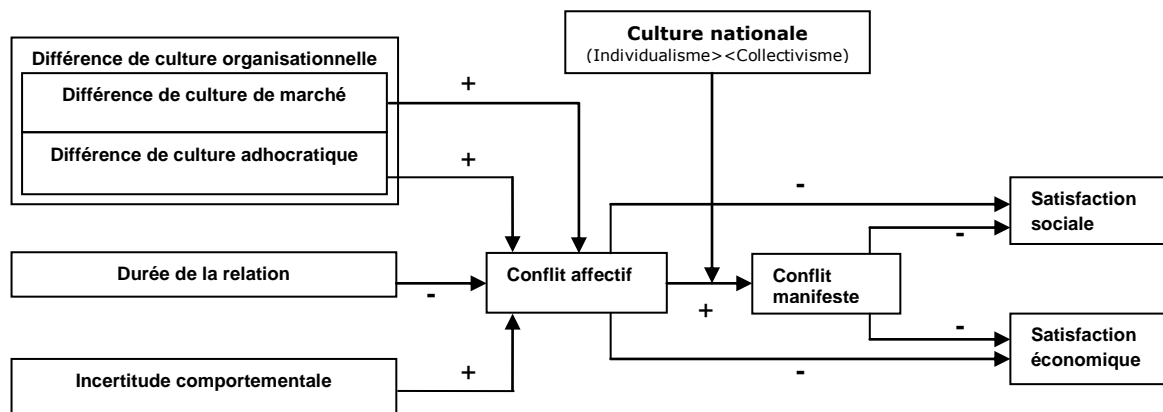 Différence de culture organisationnelle
Différence de culture de marché
Différence de culture adhocratique
Durée de la relation
Incertitude comportementale
+
+
-
+
Culture nationale
(Individualisme><Collectivisme)
Conflit affectif
+
Conflit
manifeste
-
-
-
-
Satisfaction
sociale
Satisfaction
économique